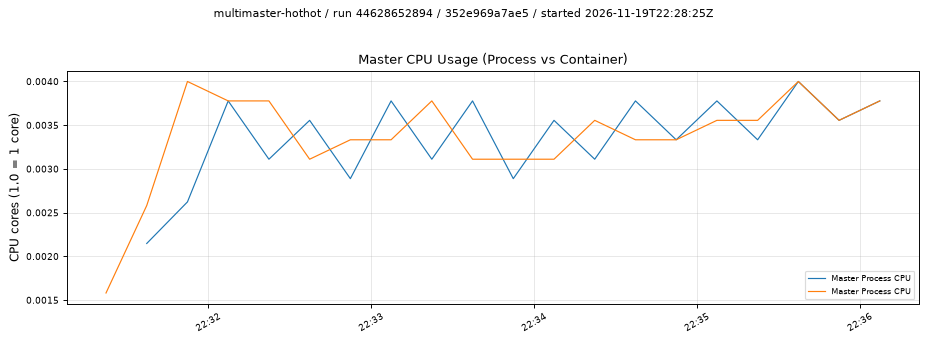 multimaster-hothot / run 44628652894 / 352e969a7ae5 / started 2026-11-19T22:28:25Z
Master CPU Usage (Process vs Container)
CPU cores (1.0 = 1 core)
0.0040
0.0035
0.0030
0.0025
0.0020
0.0015
22:32
22:33
22:34
22:35
22:36
Master Process CPU
Master Process CPU